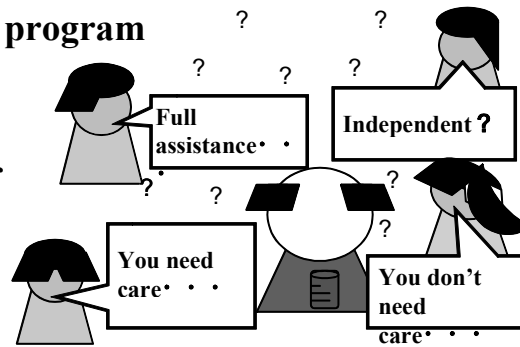 program
? ? ?
? ? ?
Full
assistance・・
Independent ?
? ? ?
?
You need
care・・・
You don't
need
care・・・